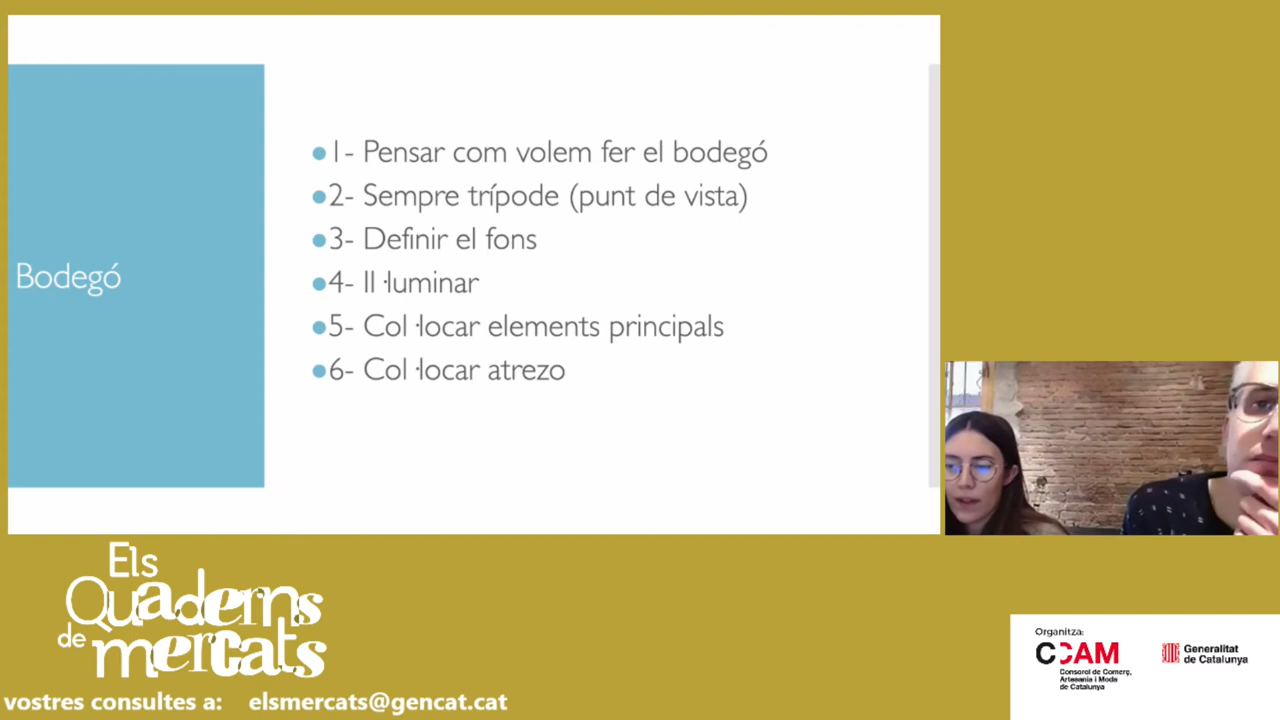 Bodegó
●1- Pensar com volem fer el bodegó
●2- Sempre trípode (punt de vista)
●3- Definir el fons
●4- Il·luminar
●5- Col·locar elements principals
●6- Col·locar atrezo
Els
Quaderns
de mercats
vostres consultes a: elsmercats@gencat.cat
Organitza:
CCAM
Consorci de Comerç,
Artesania i Moda
de Catalunya
Generalitat
de Catalunya